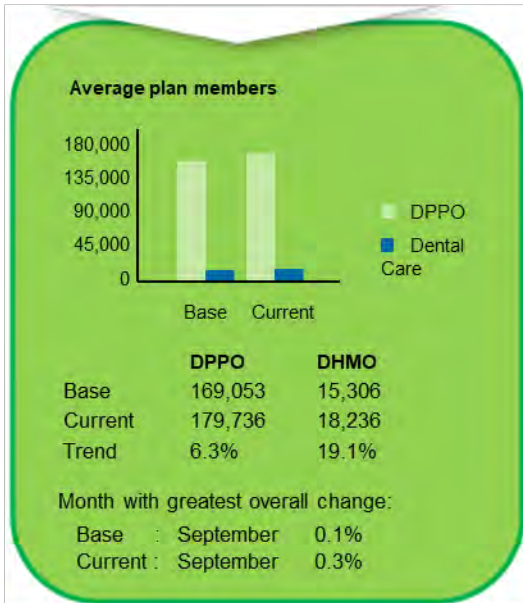 Average plan members
180,000
135,000
90,000
45,000
0
DPPO
Dental
Care
Base Current
DPPO DHMO
Base 169,053 15,306
Current 179,736 18,236
Trend 6.3% 19.1%
Month with greatest overall change:
Base : September 0.1%
Current : September 0.3%